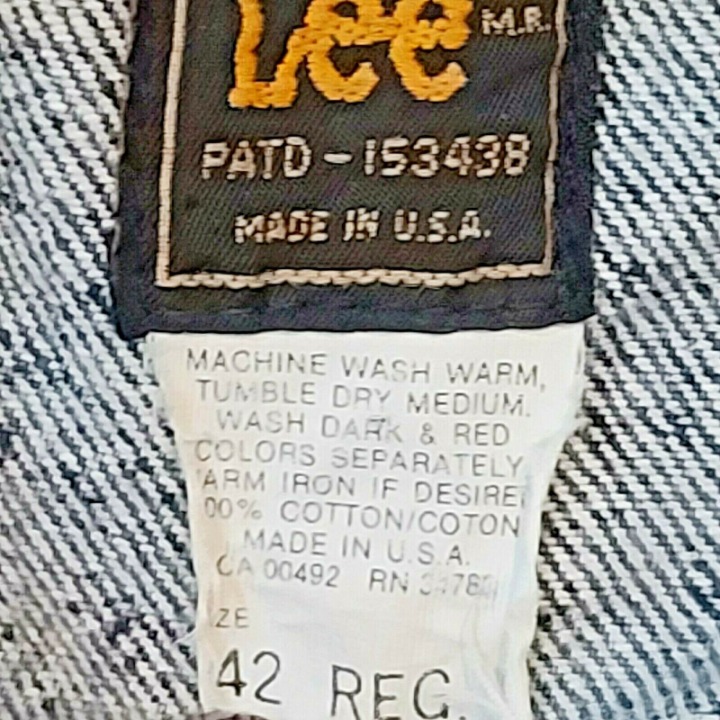 Lee M.R.
PATD - 153438
MADE IN U.S.A.
MACHINE WASH WARM,
TUMBLE DRY MEDIUM.
WASH DARK & RED
COLORS SEPARATELY
ARM IRON IF DESIRE
00% COTTON/COTON
MADE IN U.S.A.
CA 00492 RN
ZE
42 REG.